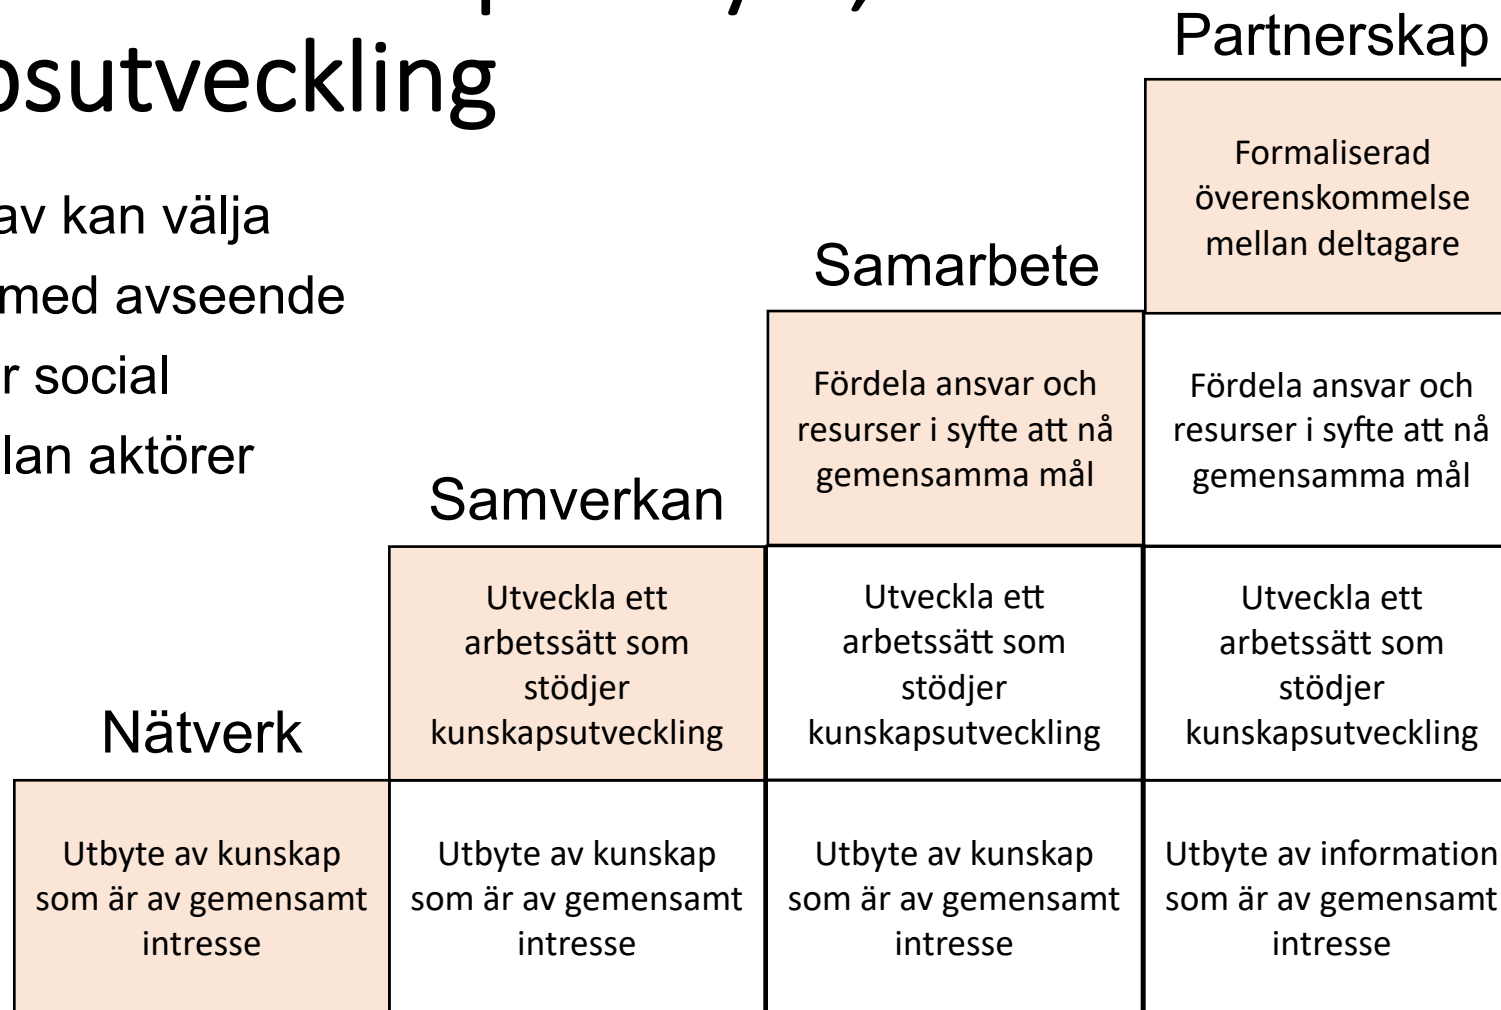 psutveckling
av kan välja
med avseende
r social
lan aktörer
Partnerskap
Formaliserad
överenskommelse
mellan deltagare
Samarbete
Fördela ansvar och
resurser i syfte att nå
gemensamma mål
Fördela ansvar och
resurser i syfte att nå
gemensamma mål
Samverkan
Utveckla ett
arbetssätt som
stödjer
kunskapsutveckling
Utveckla ett
arbetssätt som
stödjer
kunskapsutveckling
Utveckla ett
arbetssätt som
stödjer
kunskapsutveckling
Nätverk
Utbyte av kunskap
som är av gemensamt
intresse
Utbyte av kunskap
som är av gemensamt
intresse
Utbyte av kunskap
som är av gemensamt
intresse
Utbyte av information
som är av gemensamt
intresse